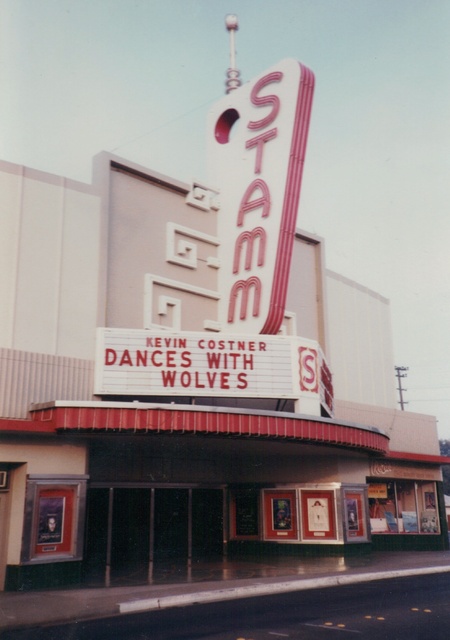 STAMM
KEVIN COSTNER
DANCES WITH
WOLVES
S